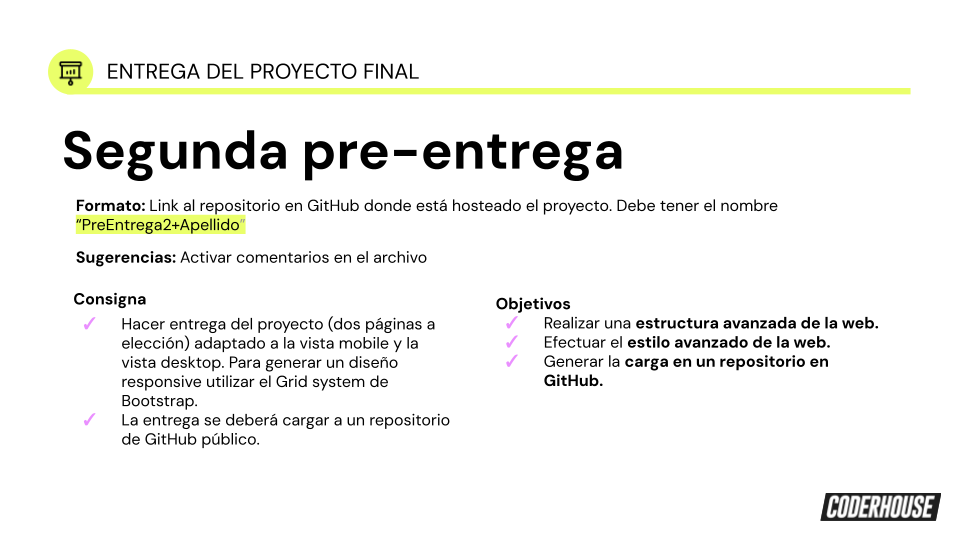 ENTREGA DEL PROYECTO FINAL
Segunda pre-entrega
Formato: Link al repositorio en GitHub donde está hosteado el proyecto. Debe tener el nombre
“PreEntrega2+Apellido”
Sugerencias: Activar comentarios en el archivo
Consigna
✓ Hacer entrega del proyecto (dos páginas a
elección) adaptado a la vista mobile y la
vista desktop. Para generar un diseño
responsive utilizar el Grid system de
Bootstrap.
✓ La entrega se deberá cargar a un repositorio
de GitHub público.
Objetivos
✓ Realizar una estructura avanzada de la web.
✓ Efectuar el estilo avanzado de la web.
✓ Generar la carga en un repositorio en
GitHub.
CODERHOUSE